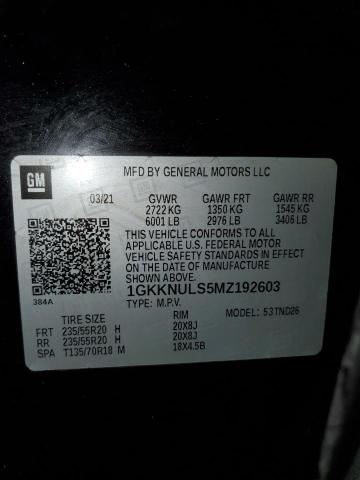 GM
MFD BY GENERAL MOTORS LLC
03/21 GVWR GAWR FRT GAWR RR
2722 KG 1350 KG 1545 KG
6001 LB 2976 LB 3406 LB
THIS VEHICLE CONFORMS TO ALL
APPLICABLE U.S. FEDERAL MOTOR
VEHICLE SAFETY STANDARDS IN EFFECT
ON THE DATE OF MANUFACTURE
SHOWN ABOVE.
384A
1GKKNULS5MZ192603
TYPE: M.P.V.
MODEL: 53TND26
TIRE SIZE RIM
FRT 235/55R20 H 20X8J
RR 235/55R20 H 20X8J
SPA T135/70R18 M 18X4.5B